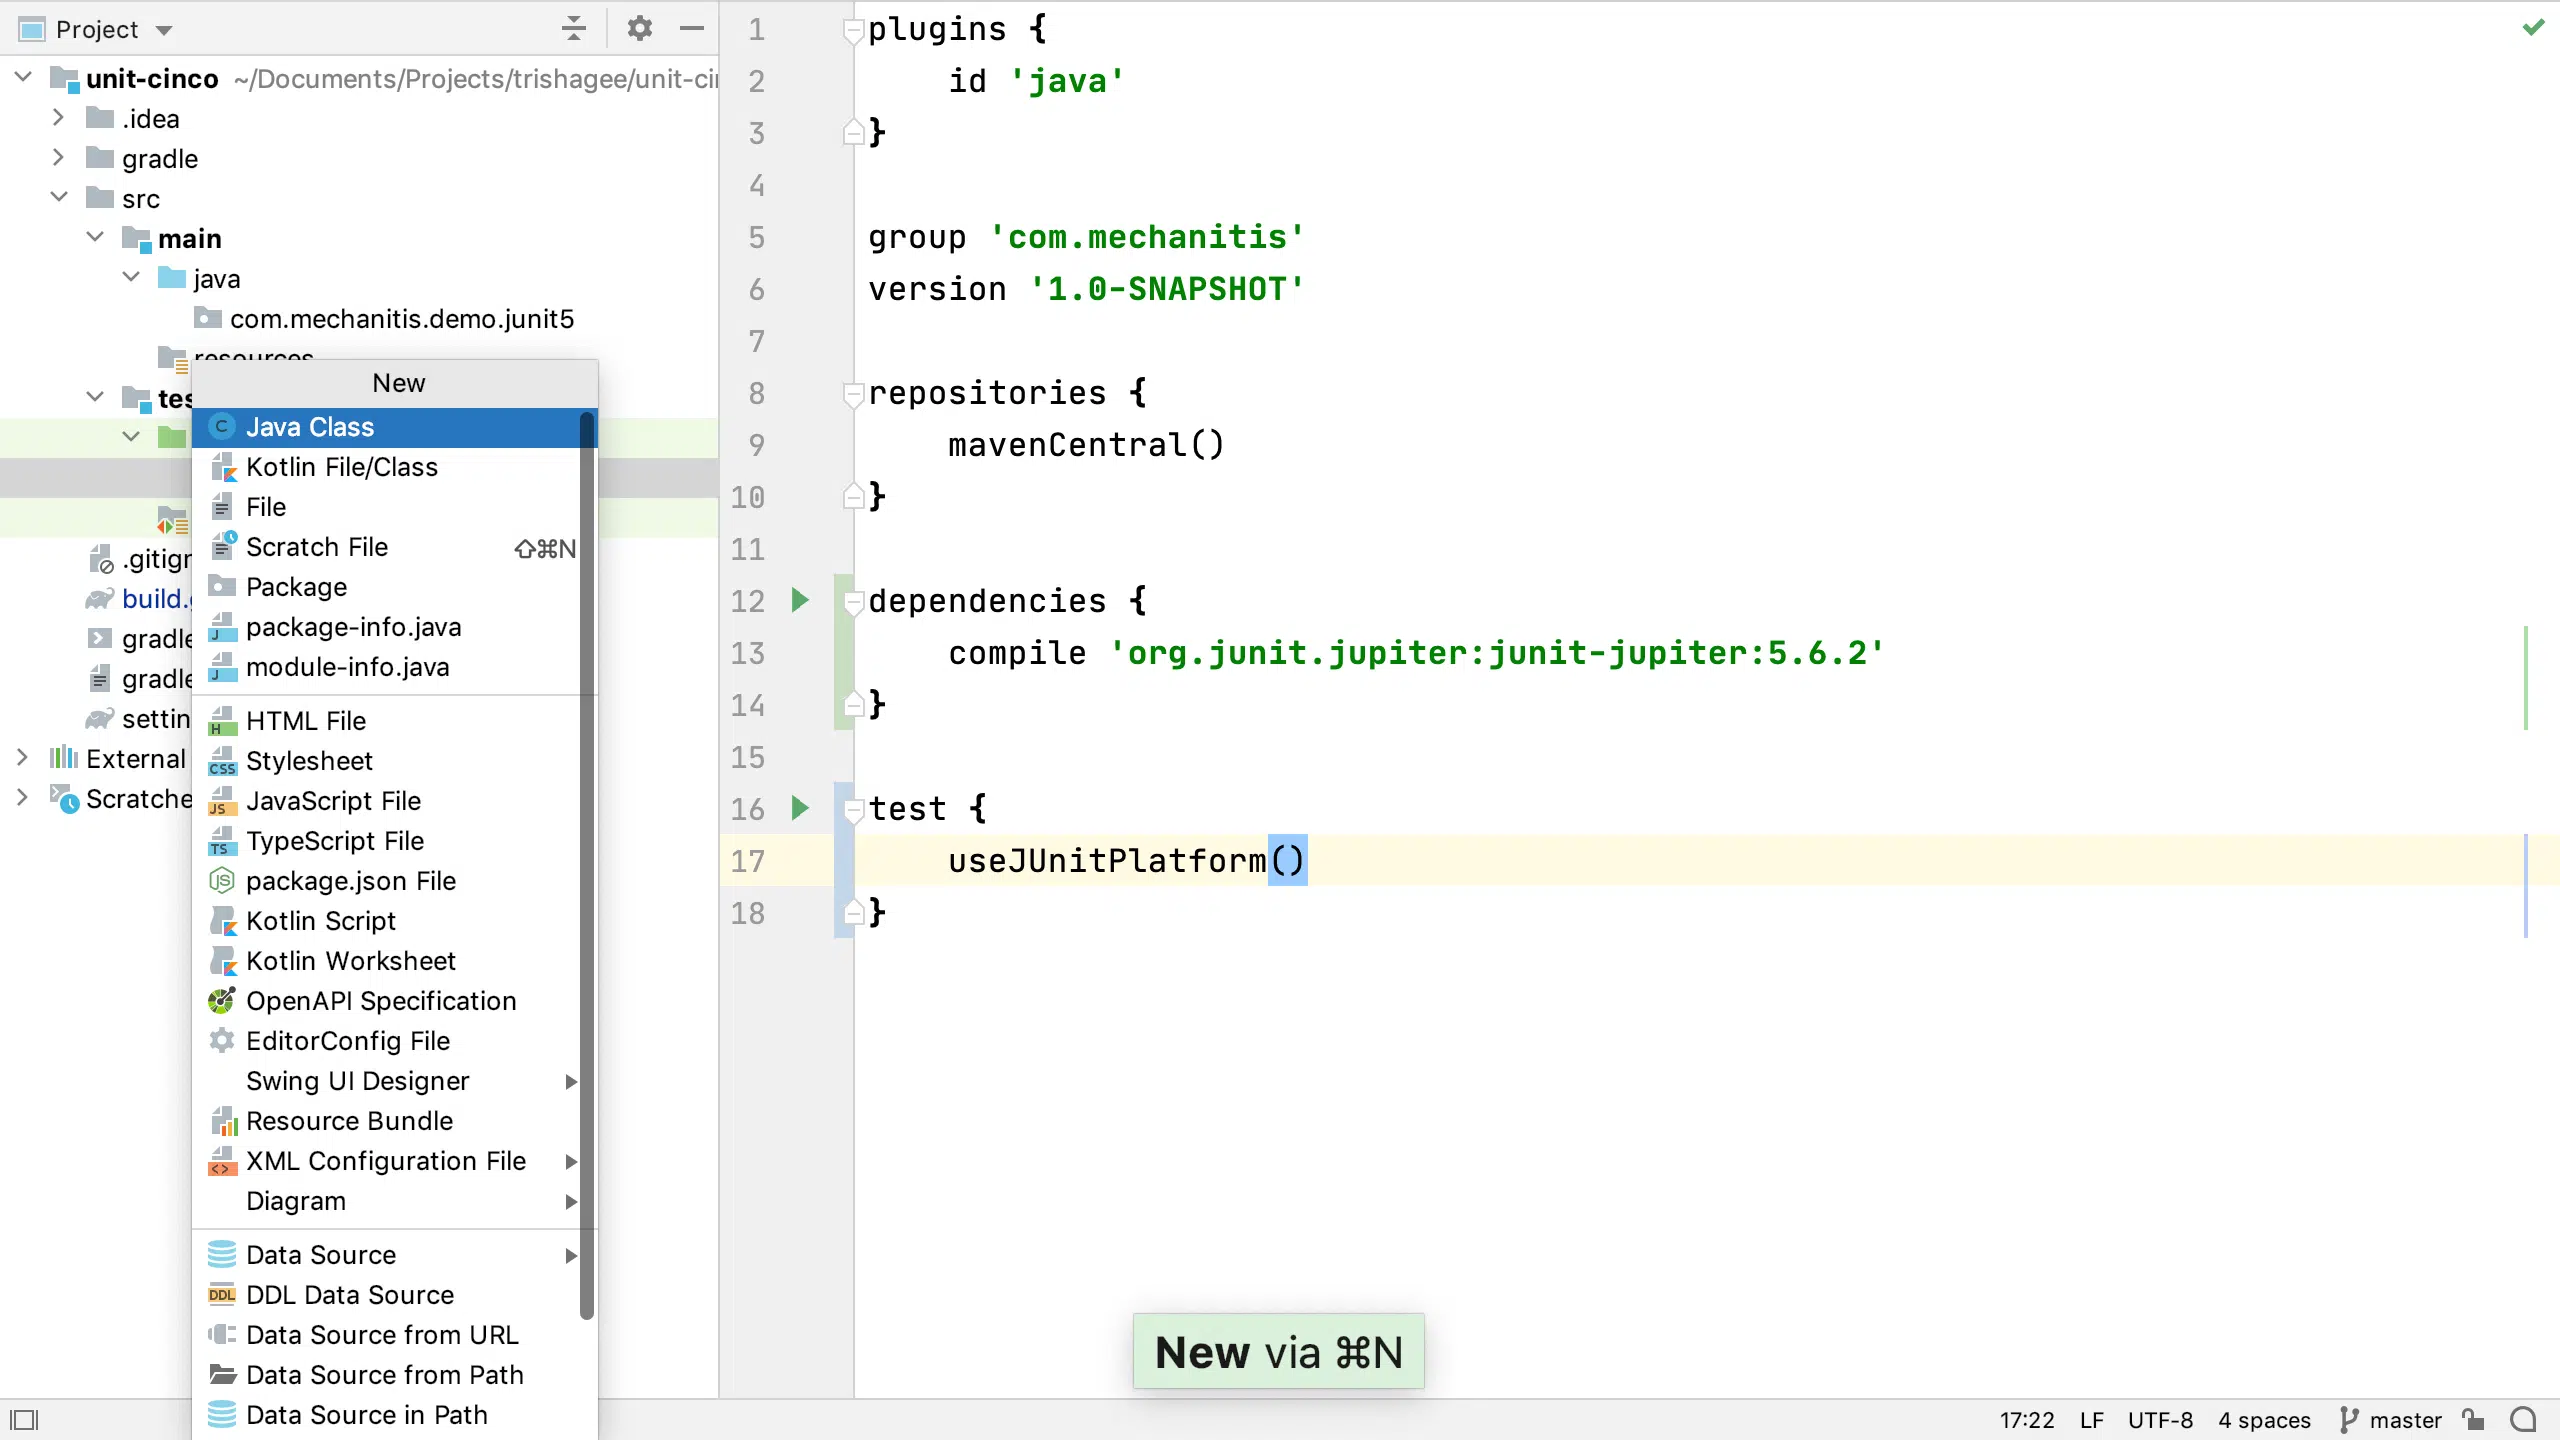 Project
unit-cinco ~/Documents/Projects/trishagee/unit-ci
.idea
gradle
src
main
java
com.mechanitis.demo.junit5
resources
tes
.gitigr
build.g
gradle
gradle
settin
External
Scratche
New
Java Class
Kotlin File/Class
File
Scratch File ⇧⌘N
Package
package-info.java
module-info.java
HTML File
Stylesheet
JavaScript File
TypeScript File
package.json File
Kotlin Script
Kotlin Worksheet
OpenAPI Specification
EditorConfig File
Swing UI Designer
Resource Bundle
XML Configuration File
Diagram
Data Source
DDL Data Source
Data Source from URL
Data Source from Path
Data Source in Path
1 plugins {
2     id 'java'
3 }
4
5 group 'com.mechanitis'
6 version '1.0-SNAPSHOT'
7
8 repositories {
9     mavenCentral()
10 }
11
12 dependencies {
13     compile 'org.junit.jupiter:junit-jupiter:5.6.2'
14 }
15
16 test {
17     useJUnitPlatform()
18 }
New via ⌘N
17:22 LF UTF-8 4 spaces master